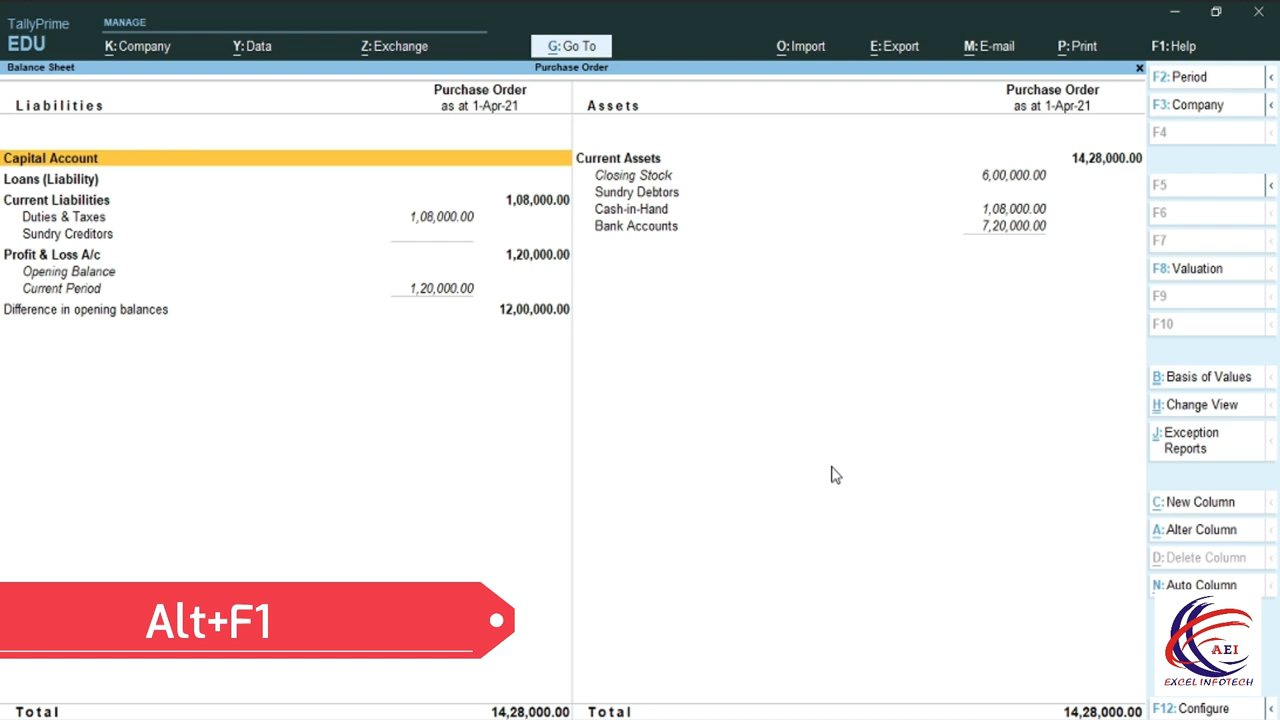 TallyPrime
EDU
MANAGE
K: Company Y: Data Z: Exchange G: Go To O: Import E: Export M: E-mail P: Print F1: Help
Balance Sheet Purchase Order x
Liabilities Purchase Order as at 1-Apr-21 Assets Purchase Order as at 1-Apr-21
Capital Account
Loans (Liability)
Current Liabilities 1,08,000.00
Duties & Taxes 1,08,000.00
Sundry Creditors
Profit & Loss A/c 1,20,000.00
Opening Balance
Current Period 1,20,000.00
Difference in opening balances 12,00,000.00
Current Assets 14,28,000.00
Closing Stock 6,00,000.00
Sundry Debtors
Cash-in-Hand 1,08,000.00
Bank Accounts 7,20,000.00
Total 14,28,000.00 Total 14,28,000.00
F2: Period
F3: Company
F4
F5
F6
F7
F8: Valuation
F9
F10
B: Basis of Values
H: Change View
J: Exception
Reports
C: New Column
A: Alter Column
D: Delete Column
N: Auto Column
F12: Configure
Alt+F1
AEI
EXCEL INFOTECH